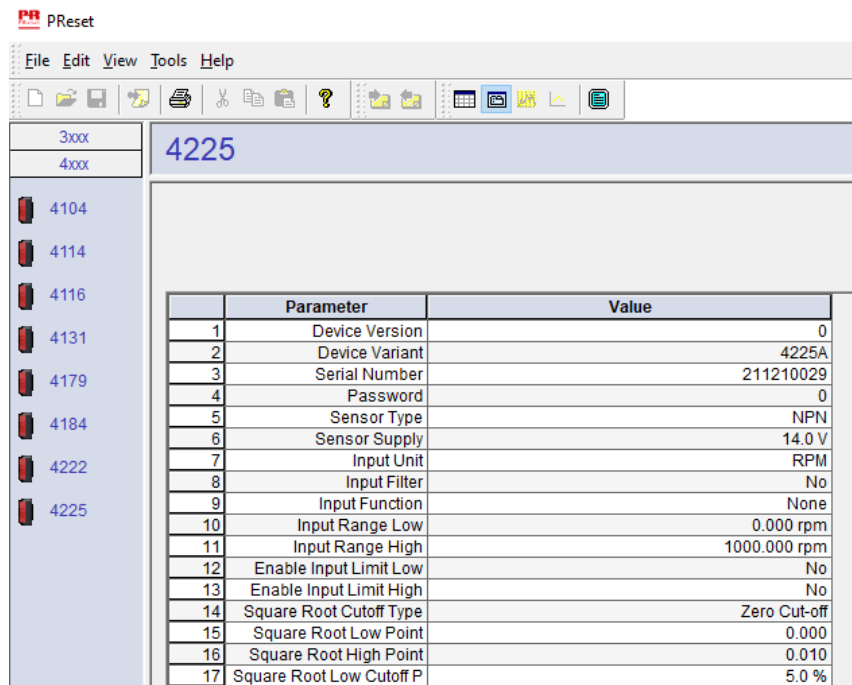 PR PReset
File Edit View Tools Help
3xxx
4xxx
4225
4104
4114
4116
4131
4179
4184
4222
4225
Parameter Value
1 Device Version 0
2 Device Variant 4225A
3 Serial Number 211210029
4 Password 0
5 Sensor Type NPN
6 Sensor Supply 14.0 V
7 Input Unit RPM
8 Input Filter No
9 Input Function None
10 Input Range Low 0.000 rpm
11 Input Range High 1000.000 rpm
12 Enable Input Limit Low No
13 Enable Input Limit High No
14 Square Root Cutoff Type Zero Cut-off
15 Square Root Low Point 0.000
16 Square Root High Point 0.010
17 Square Root Low Cutoff P 5.0 %